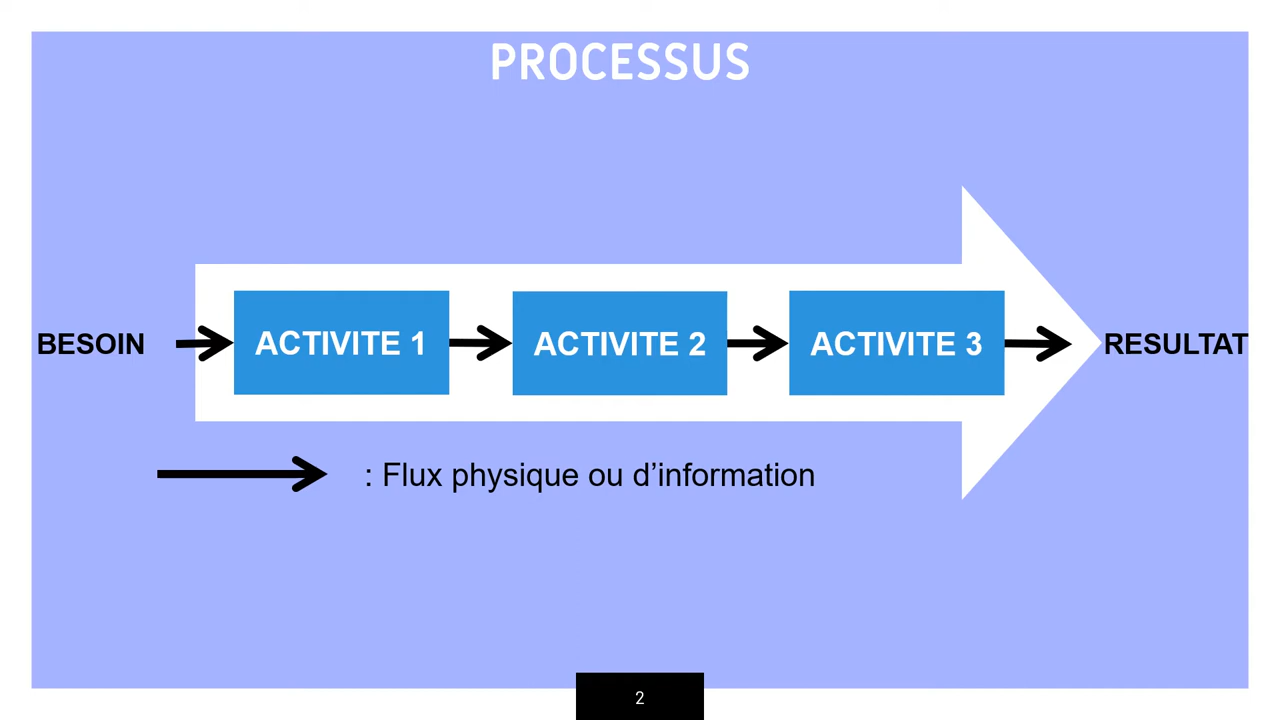 PROCESSUS
BESOIN
ACTIVITE 1
ACTIVITE 2
ACTIVITE 3
RESULTAT
: Flux physique ou d’information
2